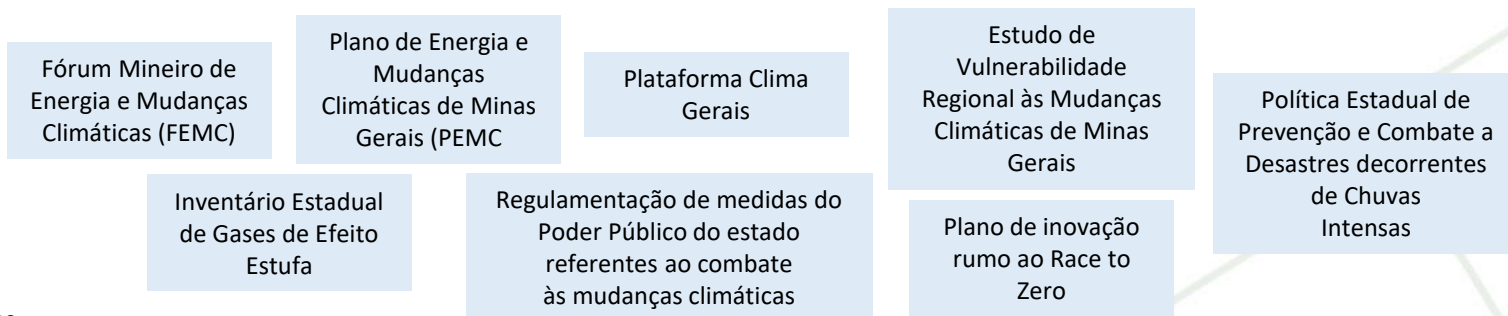 Fórum Mineiro de
Energia e Mudanças
Climáticas (FEMC)
Plano de Energia e
Mudanças
Climáticas de Minas
Gerais (PEMC
Plataforma Clima
Gerais
Estudo de
Vulnerabilidade
Regional às Mudanças
Climáticas de Minas
Gerais
Política Estadual de
Prevenção e Combate a
Desastres decorrentes
de Chuvas
Intensas
Inventário Estadual
de Gases de Efeito
Estufa
Regulamentação de medidas do
Poder Público do estado
referentes ao combate
às mudanças climáticas
Plano de inovação
rumo ao Race to
Zero